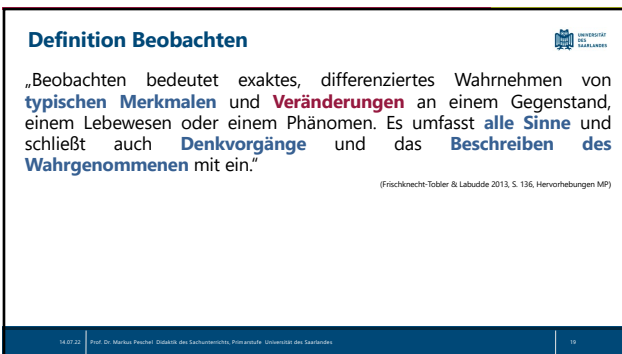 Definition Beobachten
UNIVERSITÄT
DES
SAARLANDES
„Beobachten bedeutet exaktes, differenziertes Wahrnehmen von
typischen Merkmalen und Veränderungen an einem Gegenstand,
einem Lebewesen oder einem Phänomen. Es umfasst alle Sinne und
schließt auch Denkvorgänge und das Beschreiben des
Wahrgenommenen mit ein.“
(Frischknecht-Tobler & Labudde 2013, S. 136, Hervorhebungen MP)
14.07.22 Prof. Dr. Markus Peschel Didaktik des Sachunterrichts, Primarstufe Universität des Saarlandes 19